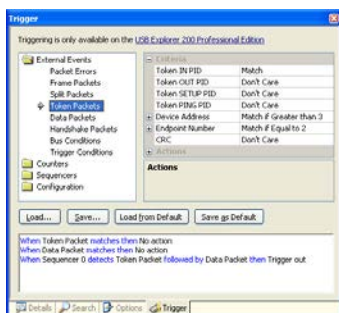 Trigger
Triggering is only available on the USB Explorer 200 Professional Edition
External Events
Packet Errors
Frame Packets
Split Packets
Token Packets
Data Packets
Handshake Packets
Bus Conditions
Trigger Conditions
Counters
Sequencers
Configuration
Criteria
Token IN PID Match
Token OUT PID Don't Care
Token SETUP PID Don't Care
Token PING PID Don't Care
Device Address Match if Greater than 3
Endpoint Number Match if Equal to 2
CRC Don't Care
Actions
Actions
Load... Save... Load from Default Save as Default
When Token Packet matches then No action
When Data Packet matches then No action
When Sequencer 0 detects Token Packet followed by Data Packet then Trigger out
Details Search Options Trigger